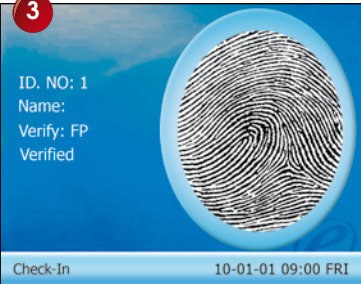 3
ID. NO: 1
Name:
Verify: FP
Verified
Check-In 10-01-01 09:00 FRI